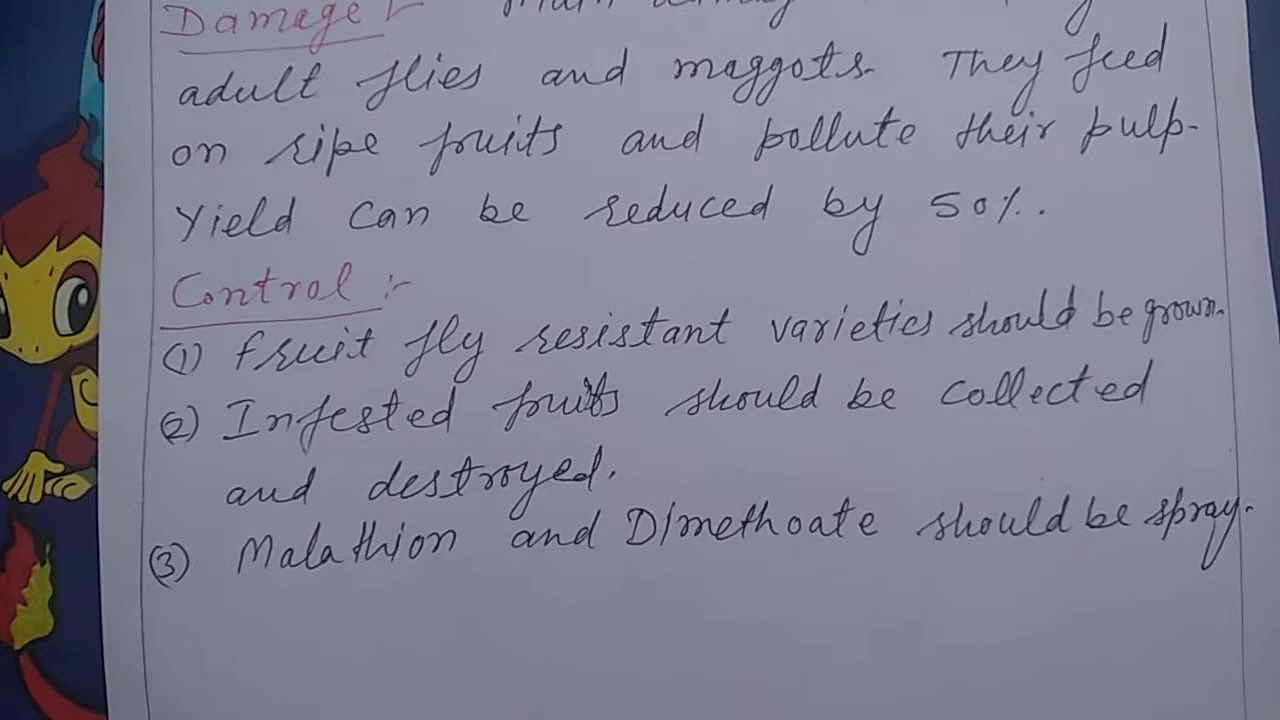 Damage :-
adult flies and maggots. They feed
on ripe fruits and pollute their pulp.
Yield can be reduced by 50%.
Control :-
(1) Fruit fly resistant varieties should be grown.
(2) Infested fruits should be collected
and destroyed.
(3) Malathion and Dimethoate should be spray.